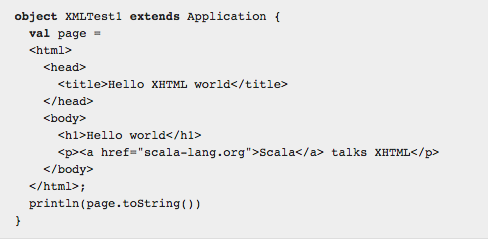 object XMLTest1 extends Application {
  val page =
  <html>
    <head>
      <title>Hello XHTML world</title>
    </head>
    <body>
      <h1>Hello world</h1>
      <p><a href="scala-lang.org">Scala</a> talks XHTML</p>
    </body>
  </html>;
  println(page.toString())
}